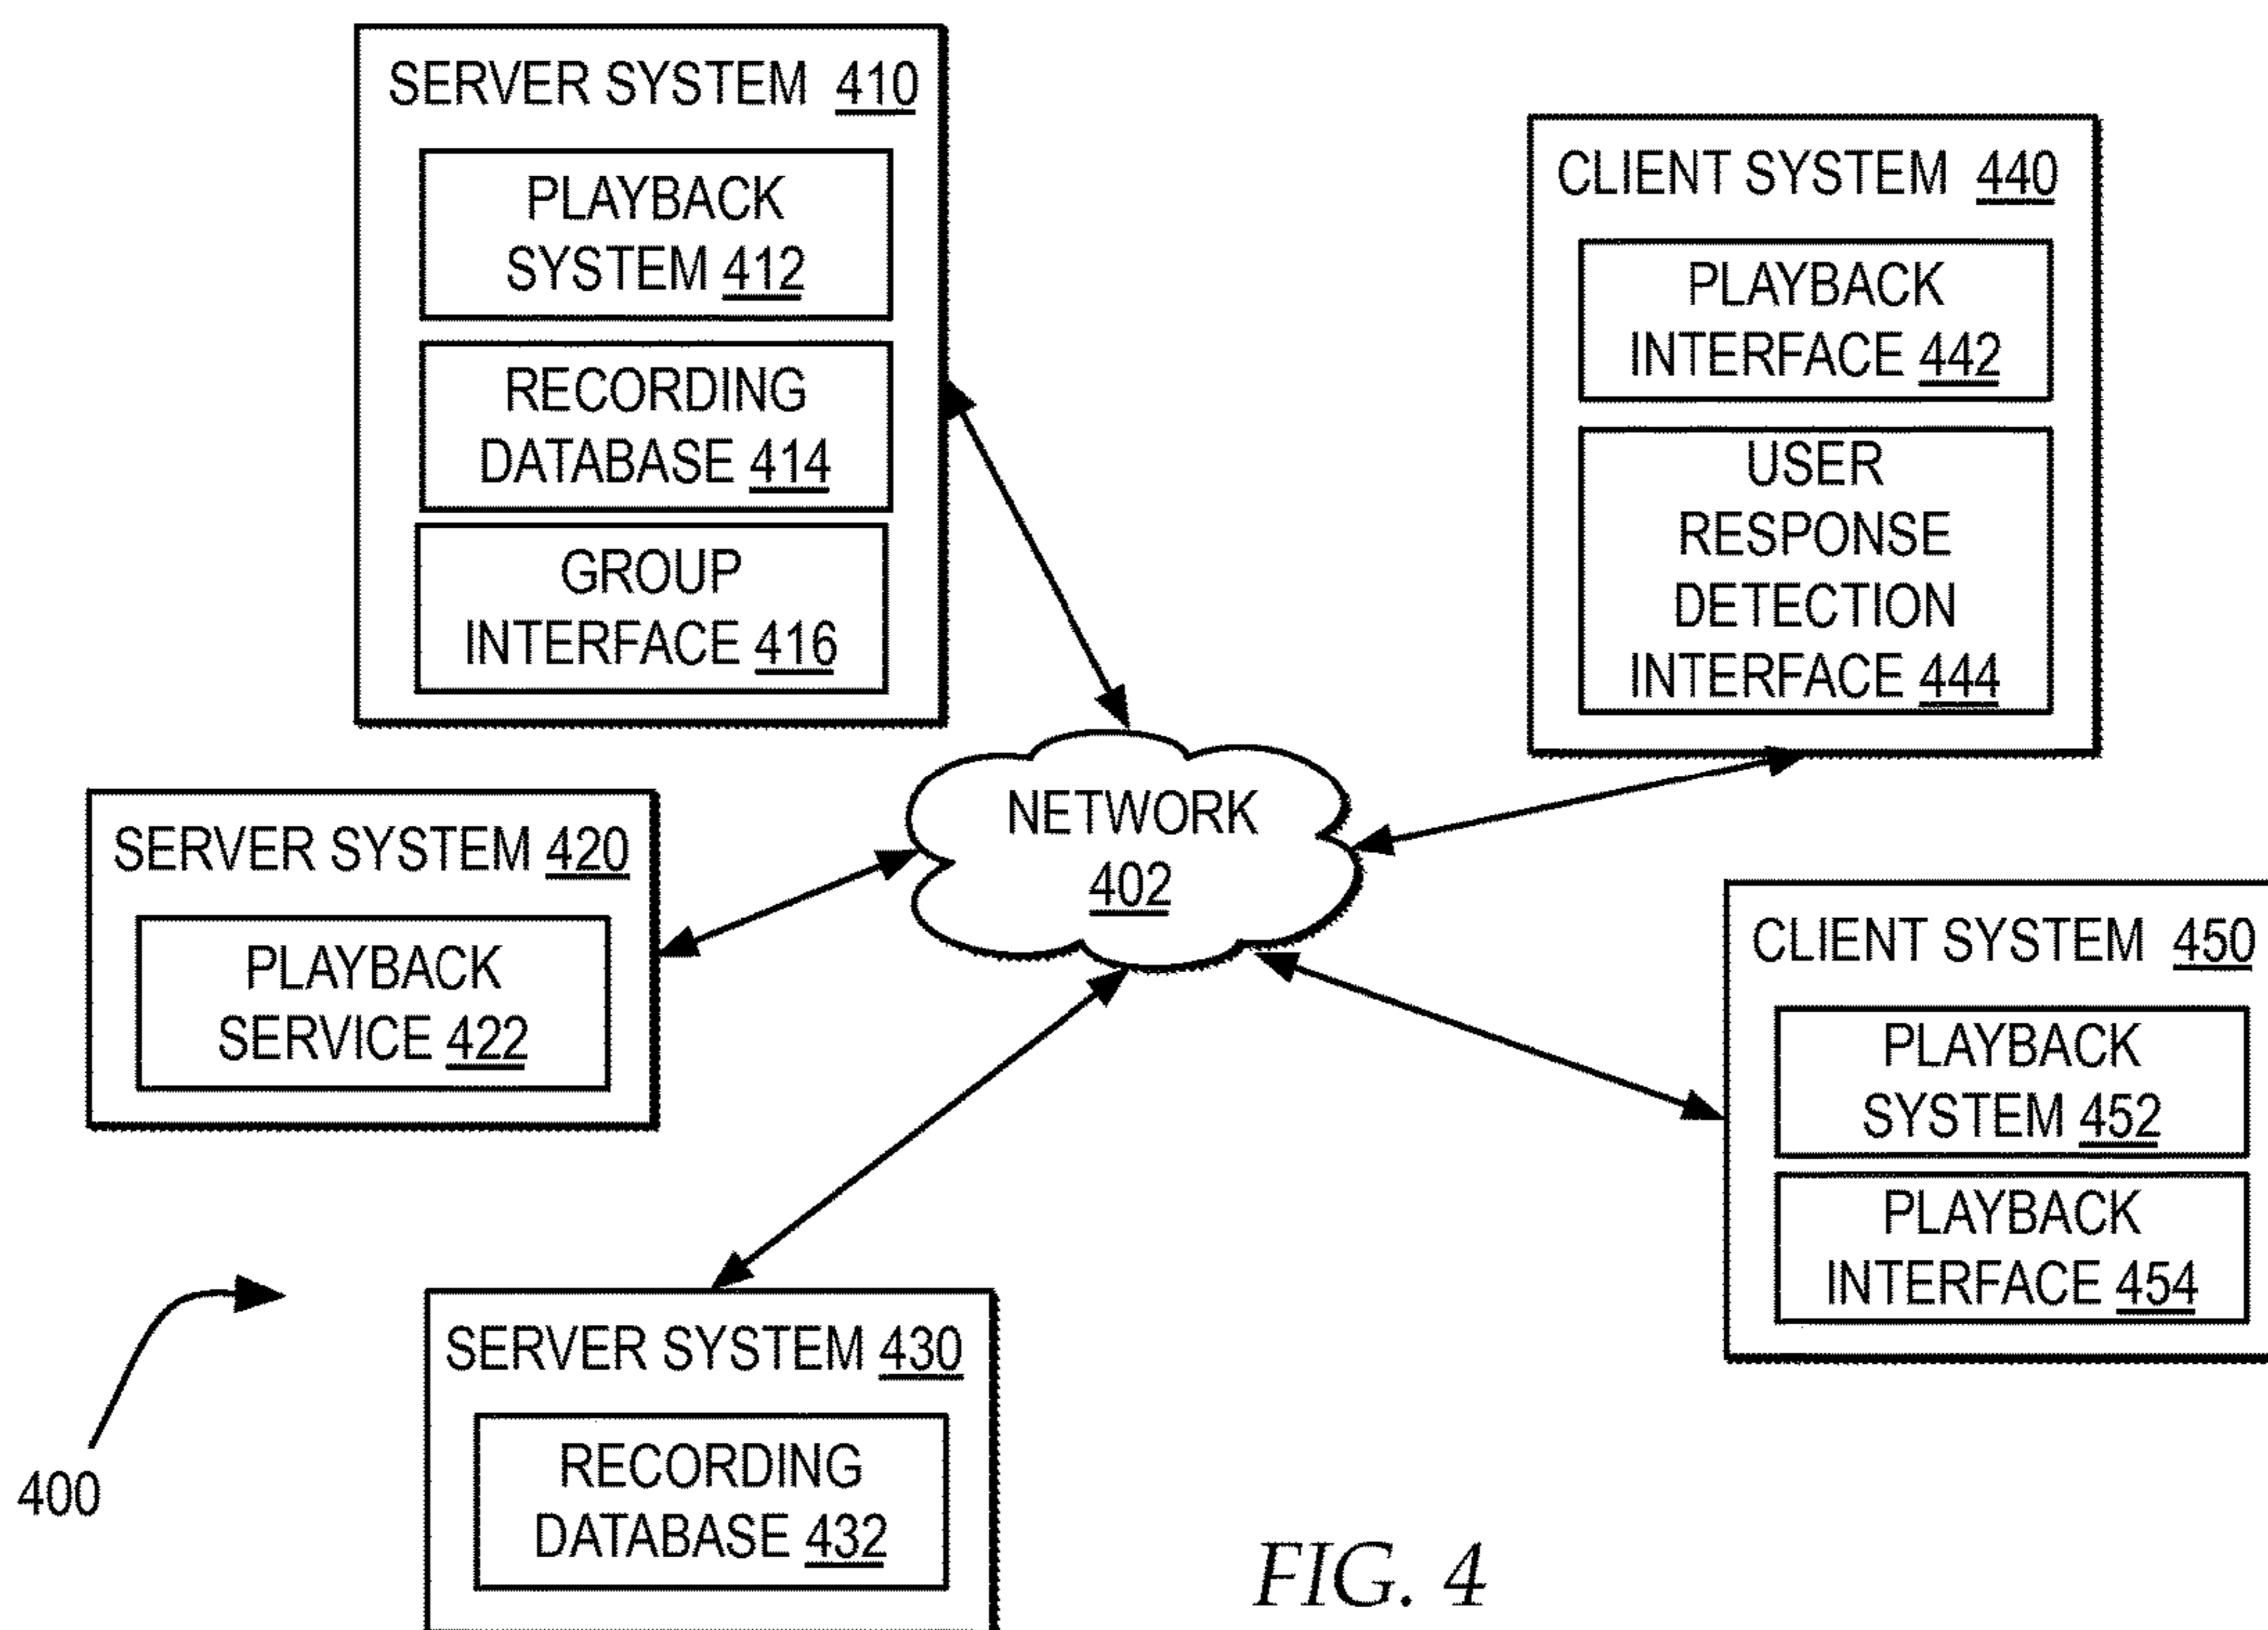 SERVER SYSTEM 410
PLAYBACK
SYSTEM 412
RECORDING
DATABASE 414
GROUP
INTERFACE 416
CLIENT SYSTEM 440
PLAYBACK
INTERFACE 442
USER
RESPONSE
DETECTION
INTERFACE 444
NETWORK
402
SERVER SYSTEM 420
PLAYBACK
SERVICE 422
CLIENT SYSTEM 450
PLAYBACK
SYSTEM 452
PLAYBACK
INTERFACE 454
SERVER SYSTEM 430
RECORDING
DATABASE 432
400
FIG. 4